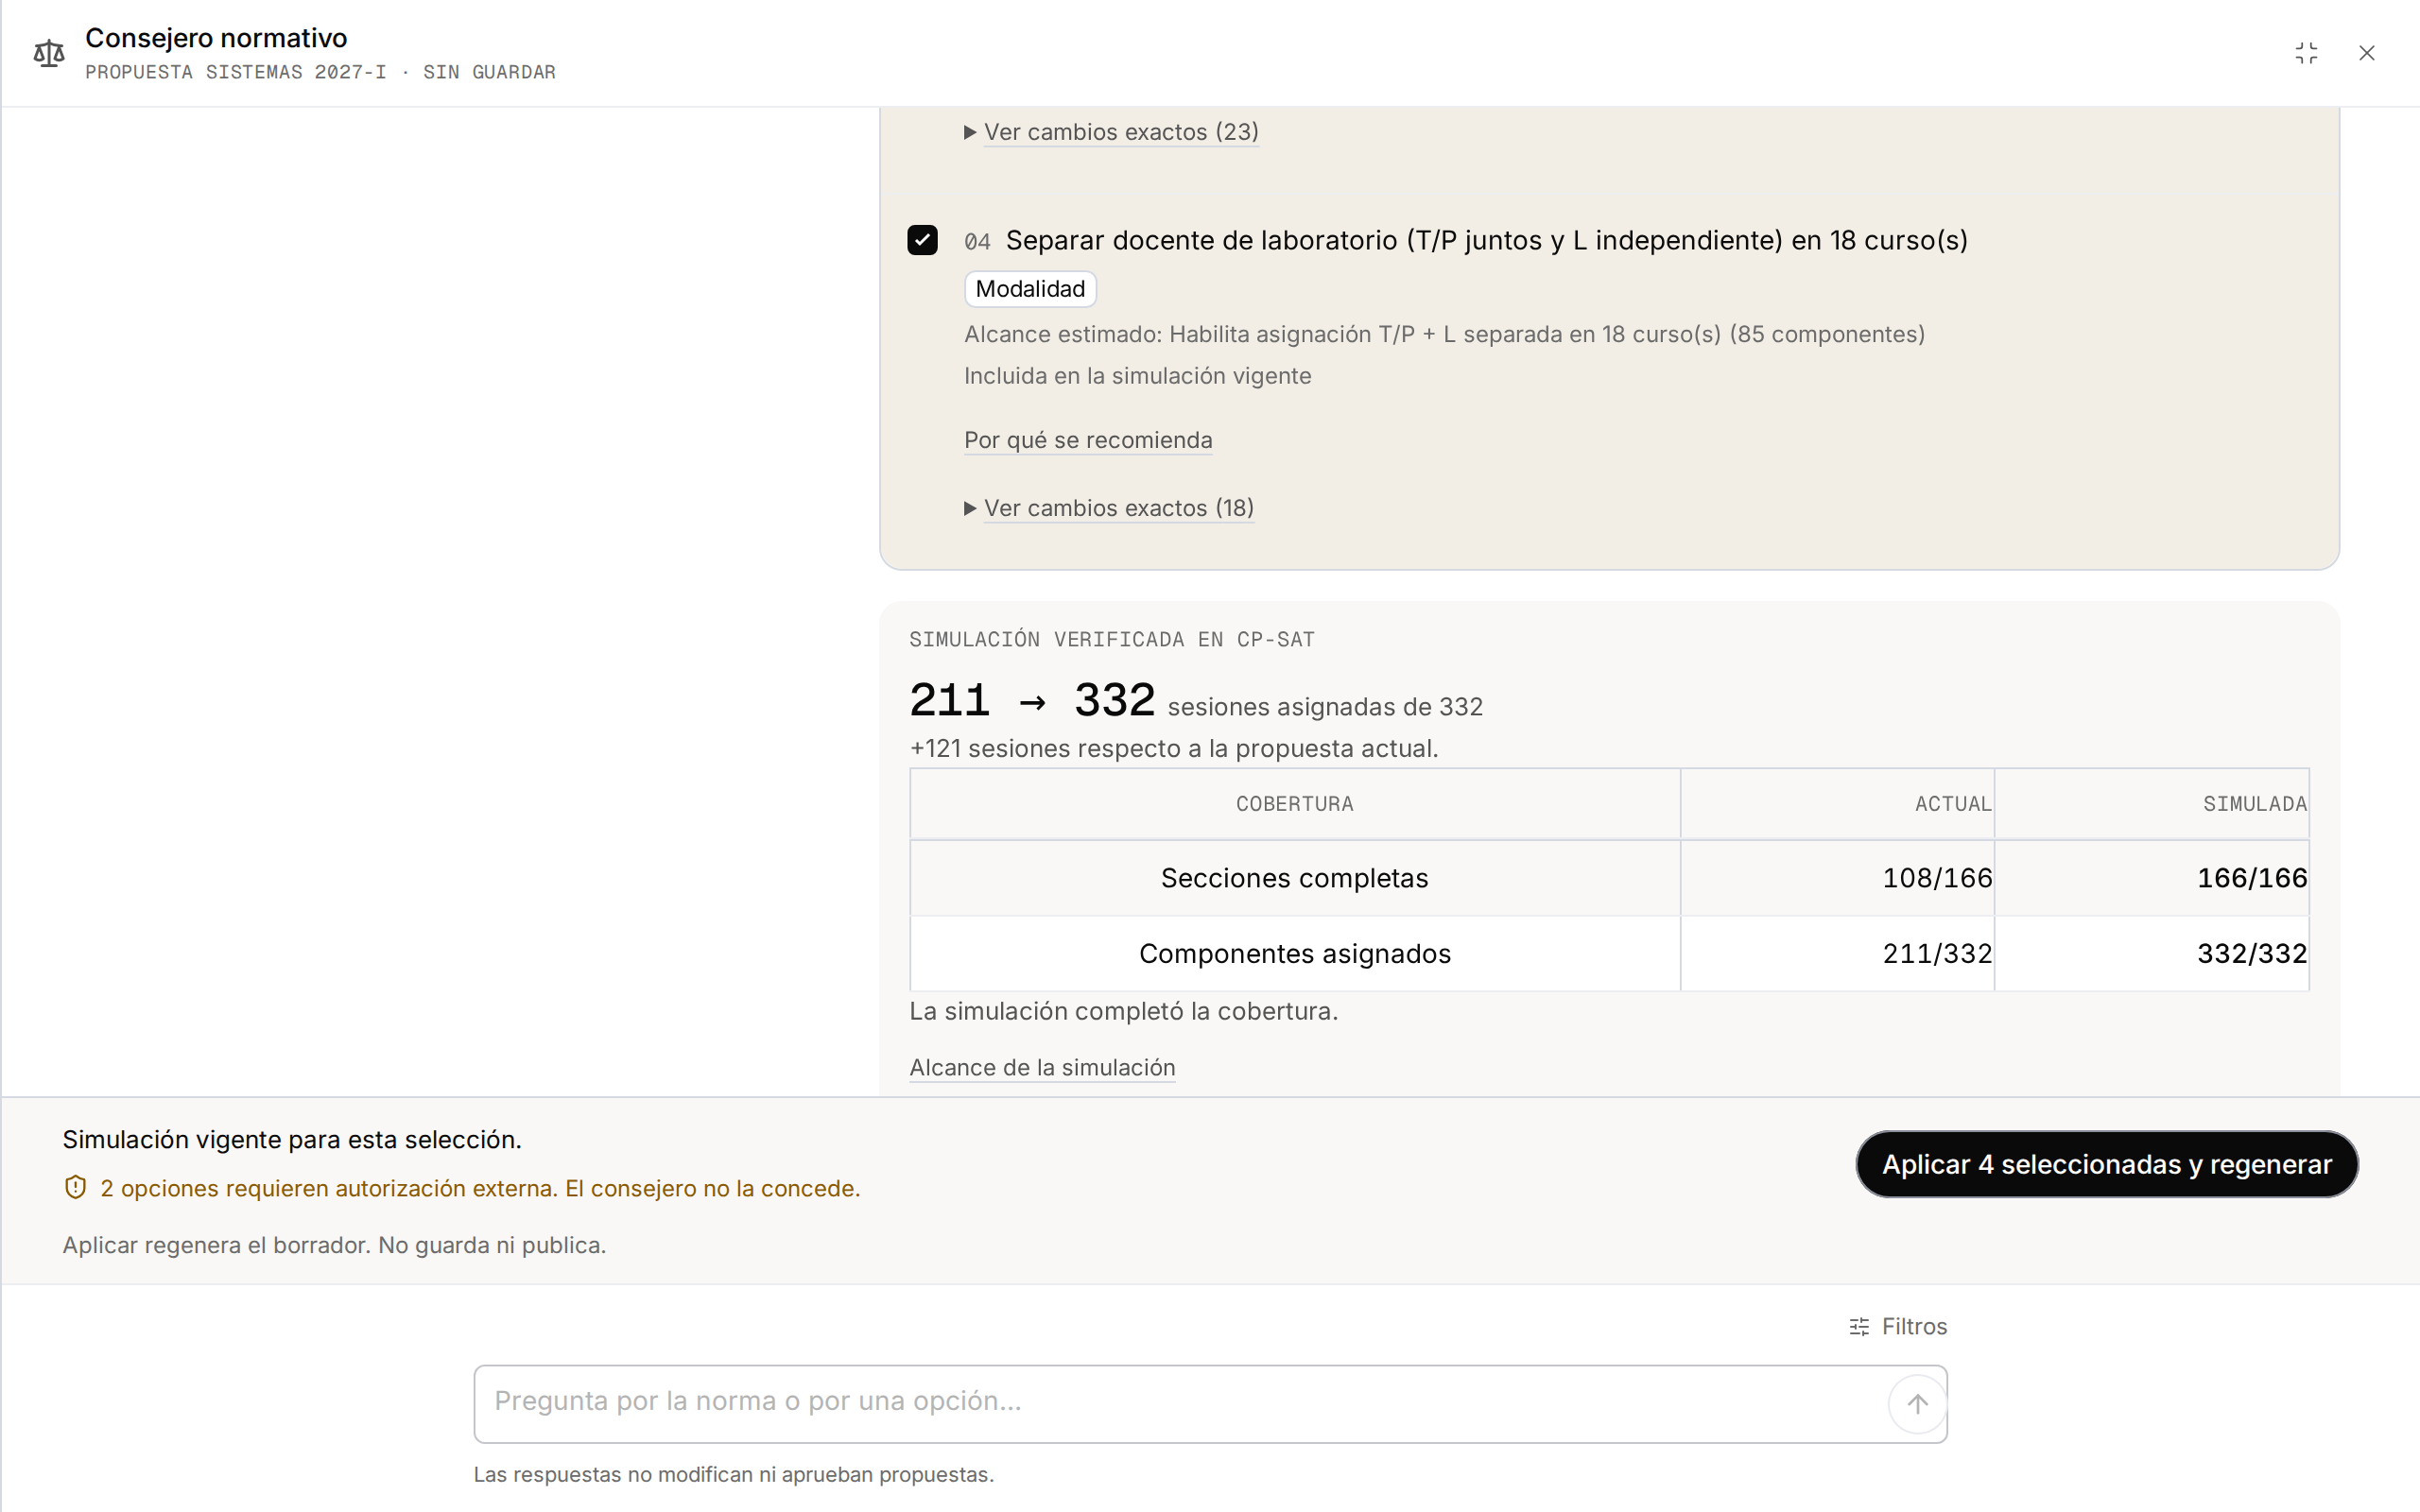 Consejero normativo
PROPUESTA SISTEMAS 2027-I · SIN GUARDAR
Ver cambios exactos (23)
04 Separar docente de laboratorio (T/P juntos y L independiente) en 18 curso(s)
Modalidad
Alcance estimado: Habilita asignación T/P + L separada en 18 curso(s) (85 componentes)
Incluida en la simulación vigente
Por qué se recomienda
Ver cambios exactos (18)
SIMULACIÓN VERIFICADA EN CP-SAT
211 → 332 sesiones asignadas de 332
+121 sesiones respecto a la propuesta actual.
COBERTURA ACTUAL SIMULADA
Secciones completas 108/166 166/166
Componentes asignados 211/332 332/332
La simulación completó la cobertura.
Alcance de la simulación
Simulación vigente para esta selección.
2 opciones requieren autorización externa. El consejero no la concede.
Aplicar regenera el borrador. No guarda ni publica.
Aplicar 4 seleccionadas y regenerar
Filtros
Pregunta por la norma o por una opción...
Las respuestas no modifican ni aprueban propuestas.